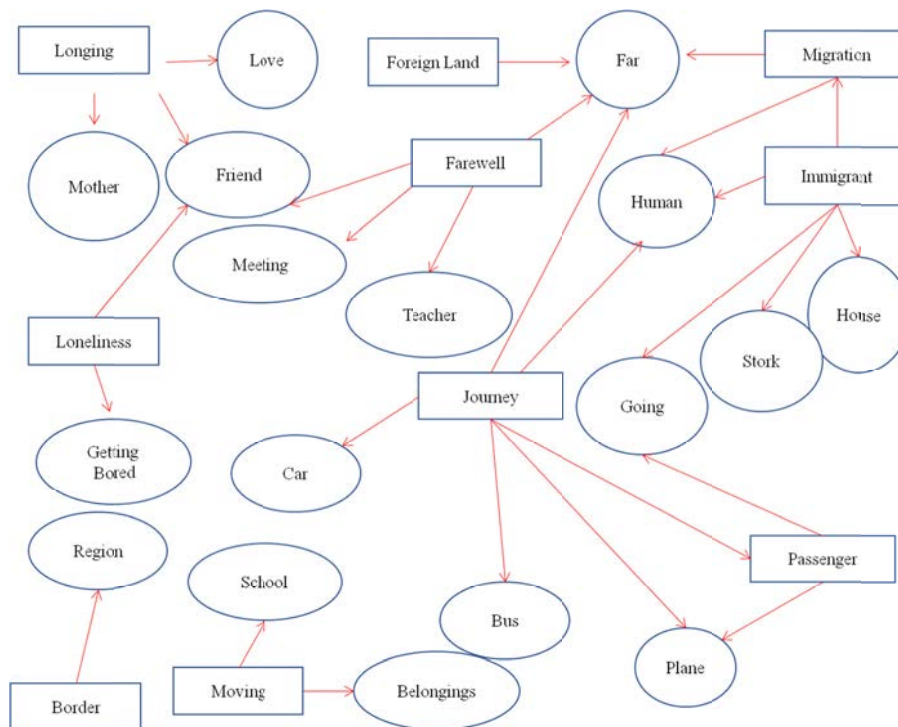 Longing
Love
Foreign Land
Far
Migration
Mother
Friend
Farewell
Human
Immigrant
Meeting
Teacher
House
Loneliness
Stork
Journey
Going
Getting
Bored
Car
Region
School
Passenger
Bus
Plane
Border
Moving
Belongings